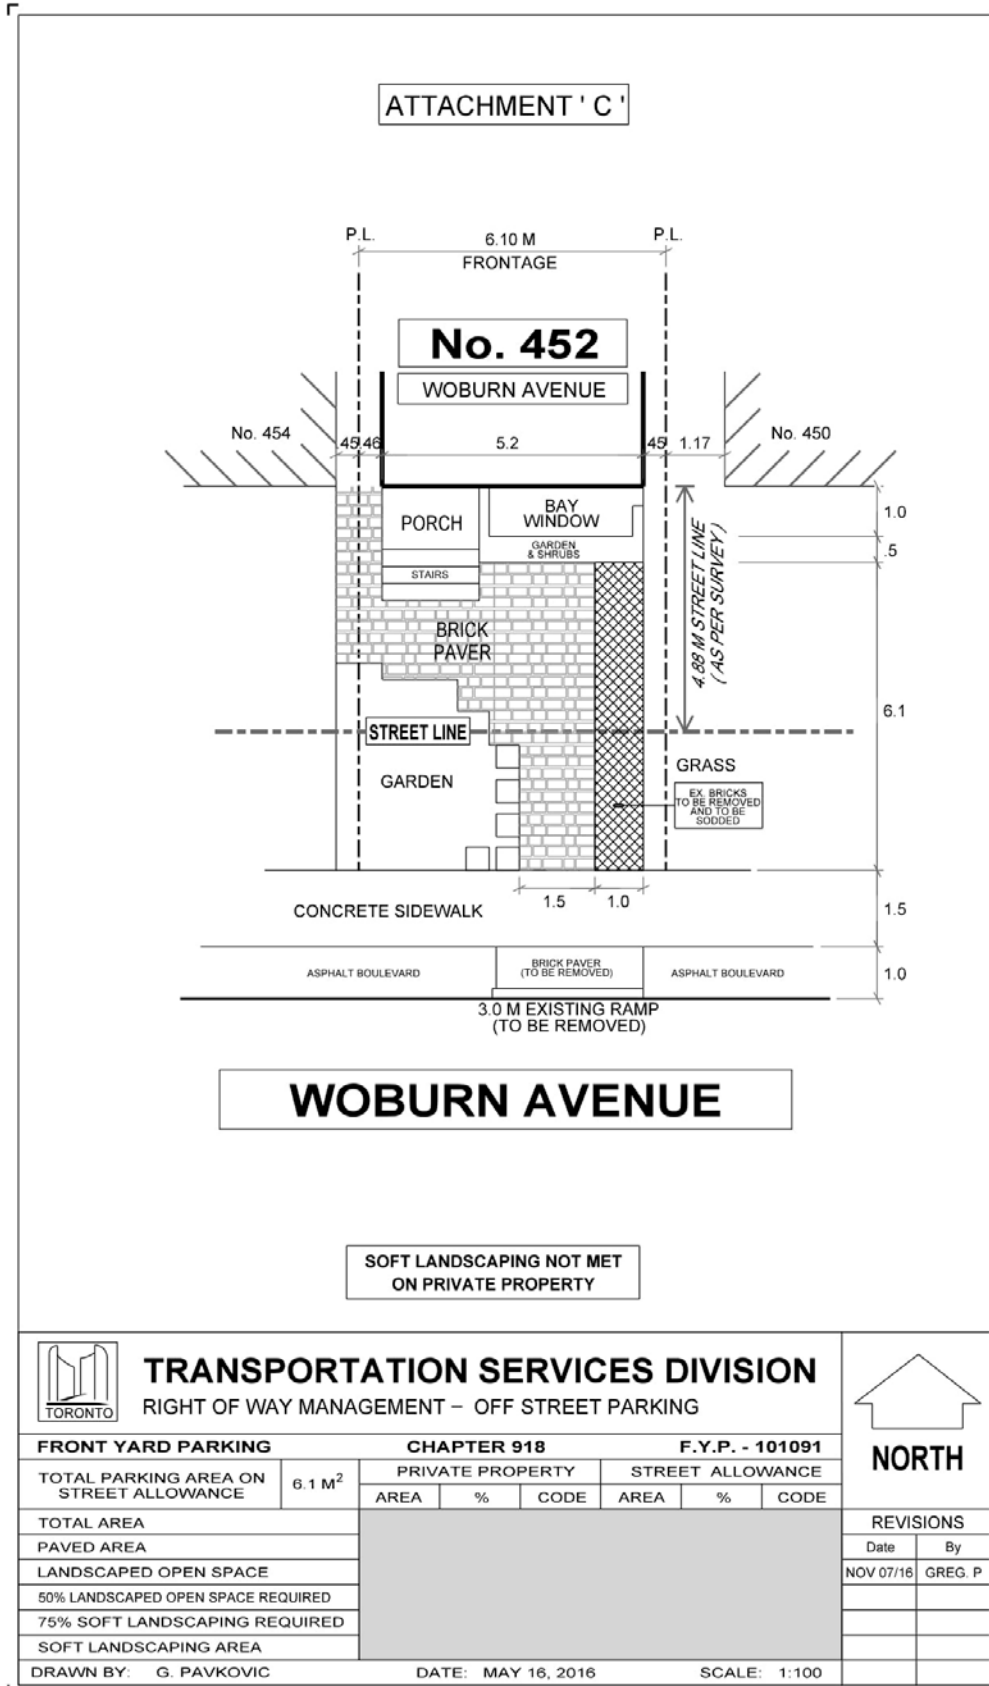 ATTACHMENT ' C '
P.L. 6.10 M P.L.
FRONTAGE
No. 452
WOBURN AVENUE
No. 454 .45 .46 5.2 .45 1.17 No. 450
PORCH
BAY
WINDOW
GARDEN
& SHRUBS
STAIRS
BRICK
PAVER
4.88 M STREET LINE
( AS PER SURVEY )
1.0
.5
6.1
STREET LINE
GARDEN
GRASS
EX. BRICKS
TO BE REMOVED
AND TO BE
SODDED
1.5 1.0
CONCRETE SIDEWALK
1.5
ASPHALT BOULEVARD
BRICK PAVER
(TO BE REMOVED)
ASPHALT BOULEVARD
1.0
3.0 M EXISTING RAMP
(TO BE REMOVED)
WOBURN AVENUE
SOFT LANDSCAPING NOT MET
ON PRIVATE PROPERTY
TORONTO
TRANSPORTATION SERVICES DIVISION
RIGHT OF WAY MANAGEMENT – OFF STREET PARKING
NORTH
FRONT YARD PARKING CHAPTER 918 F.Y.P. - 101091
TOTAL PARKING AREA ON
STREET ALLOWANCE
6.1 M²
PRIVATE PROPERTY STREET ALLOWANCE
AREA % CODE AREA % CODE
TOTAL AREA
PAVED AREA
LANDSCAPED OPEN SPACE
50% LANDSCAPED OPEN SPACE REQUIRED
75% SOFT LANDSCAPING REQUIRED
SOFT LANDSCAPING AREA
REVISIONS
Date By
NOV 07/16 GREG. P
DRAWN BY: G. PAVKOVIC DATE: MAY 16, 2016 SCALE: 1:100